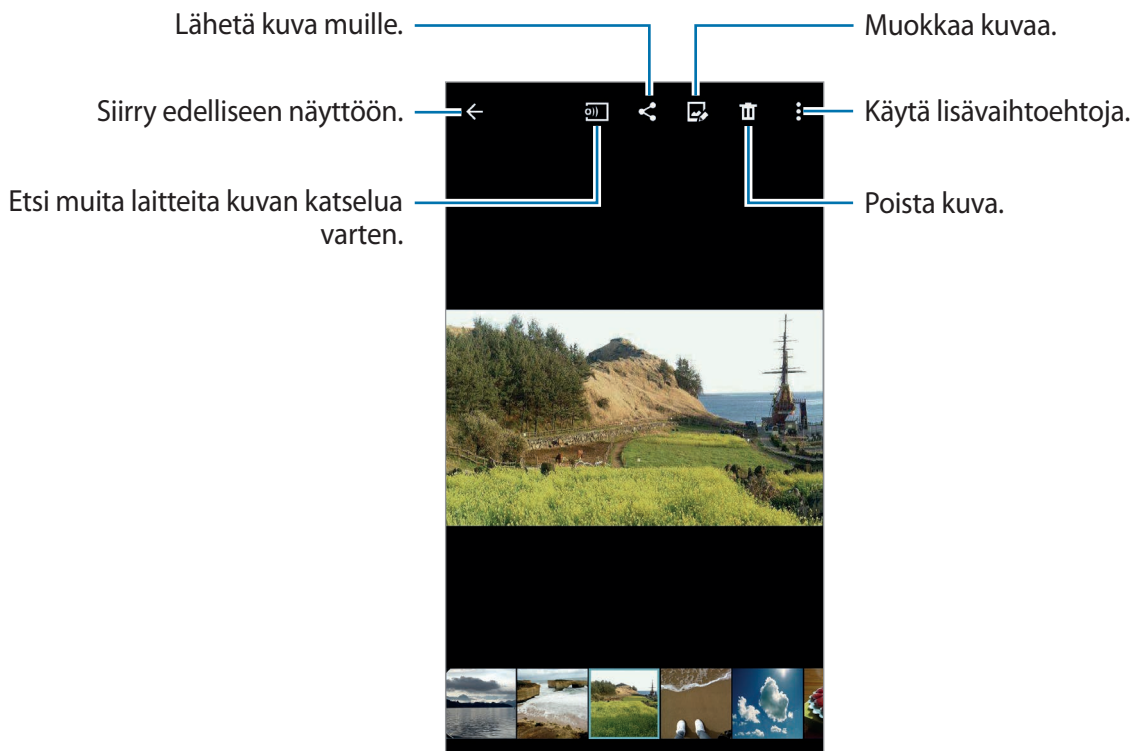 Lähetä kuva muille.
Muokkaa kuvaa.
Siirry edelliseen näyttöön.
Käytä lisävaihtoehtoja.
Etsi muita laitteita kuvan katselua
varten.
Poista kuva.